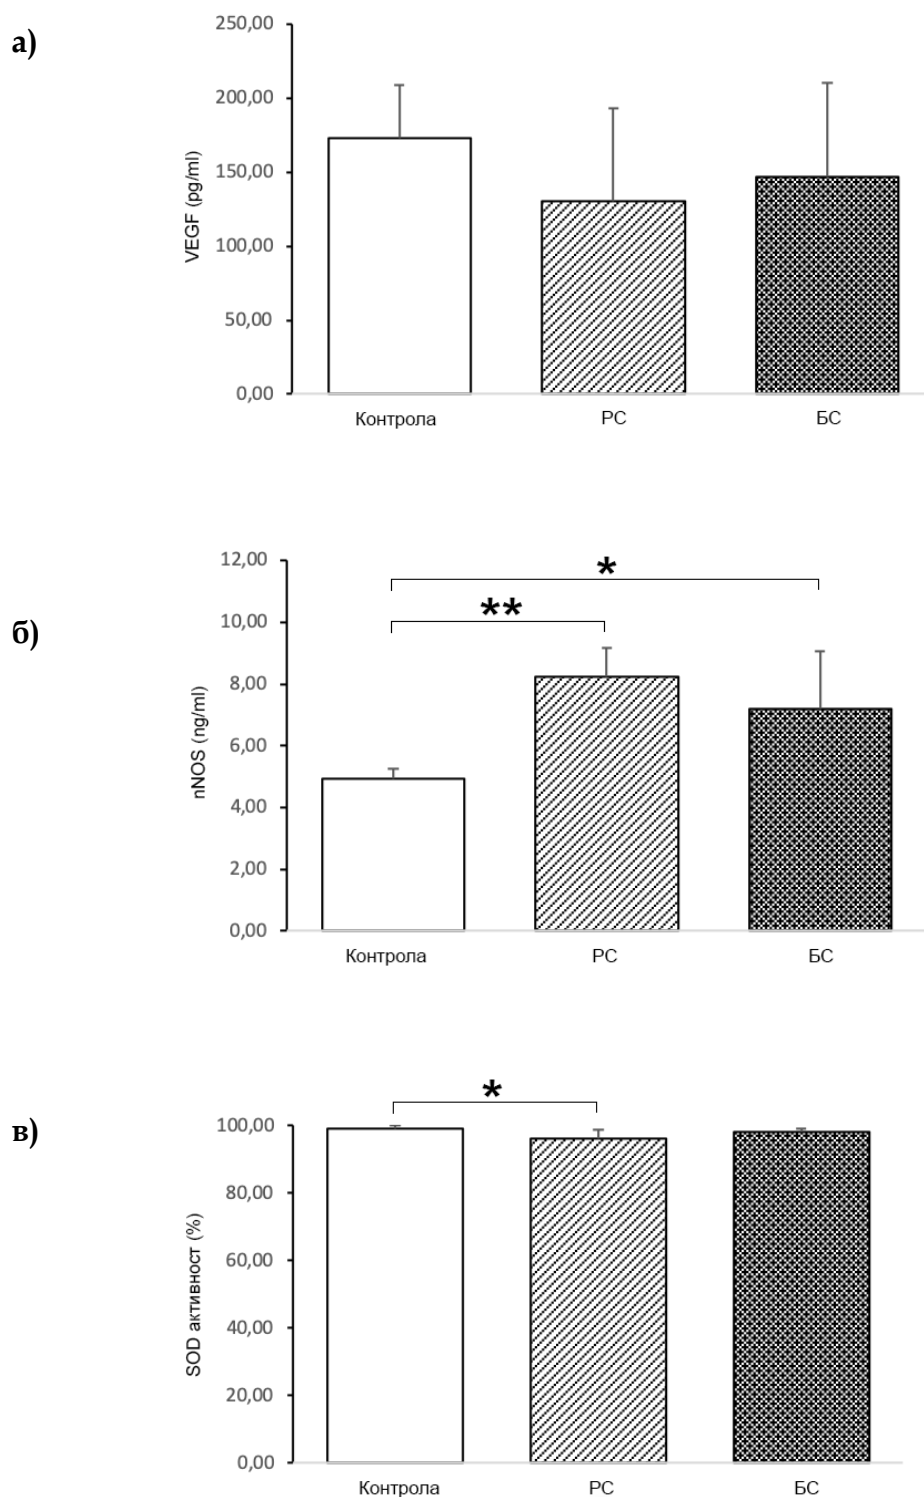 а)
VEGF (pg/ml)
250,00
200,00
150,00
100,00
50,00
0,00
Контрола
РС
БС
б)
nNOS (ng/ml)
12,00
10,00
8,00
6,00
4,00
2,00
0,00
*
**
Контрола
РС
БС
в)
SOD активност (%)
100,00
80,00
60,00
40,00
20,00
0,00
*
Контрола
РС
БС